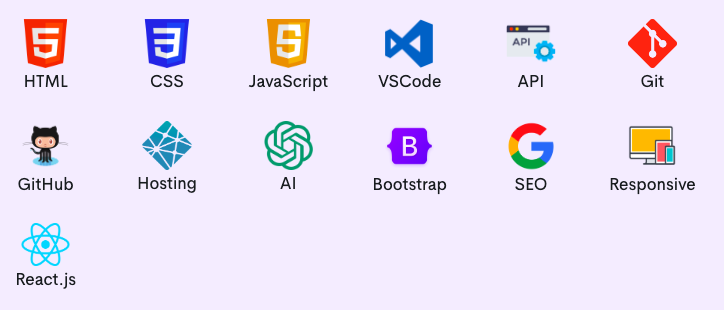 HTML CSS JavaScript VSCode API Git
GitHub Hosting AI Bootstrap SEO Responsive
React.js